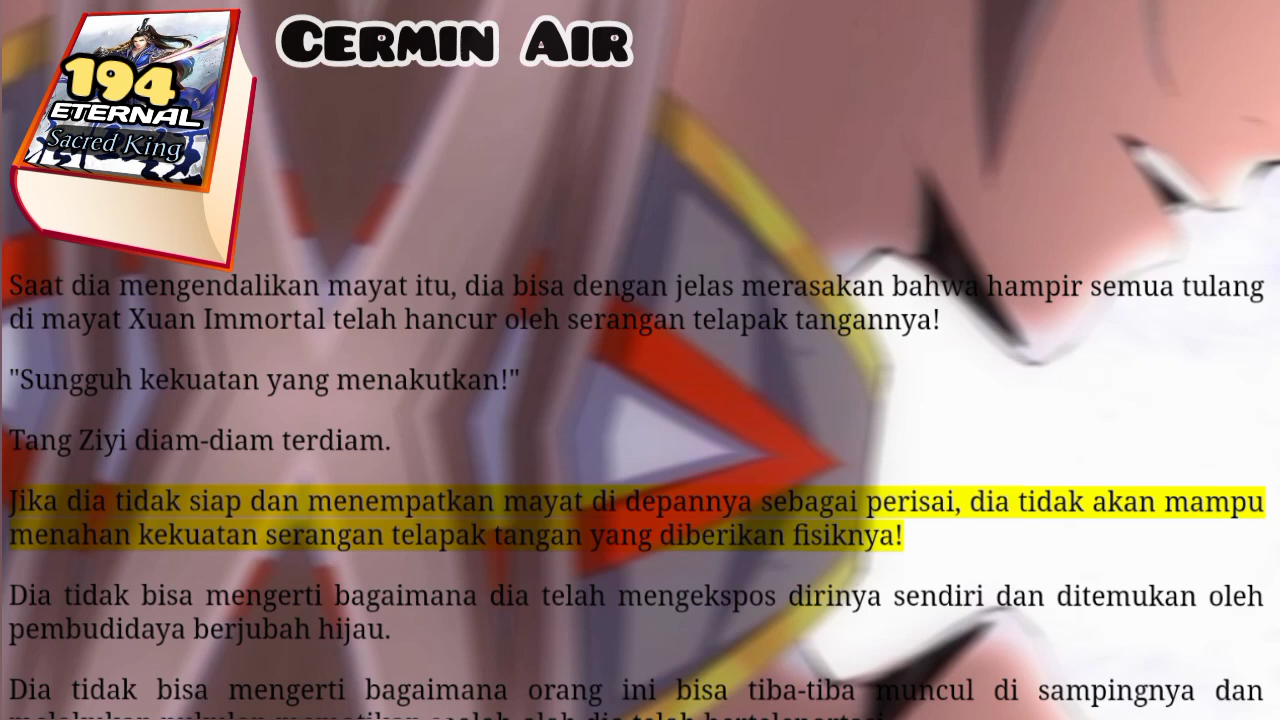 Cermin Air
194
ETERNAL
Sacred King
Saat dia mengendalikan mayat itu, dia bisa dengan jelas merasakan bahwa hampir semua tulang
di mayat Xuan Immortal telah hancur oleh serangan telapak tangannya!
"Sungguh kekuatan yang menakutkan!"
Tang Ziyi diam-diam terdiam.
Jika dia tidak siap dan menempatkan mayat di depannya sebagai perisai, dia tidak akan mampu
menahan kekuatan serangan telapak tangan yang diberikan fisiknya!
Dia tidak bisa mengerti bagaimana dia telah mengekspos dirinya sendiri dan ditemukan oleh
pembudidaya berjubah hijau.
Dia tidak bisa mengerti bagaimana orang ini bisa tiba-tiba muncul di sampingnya dan